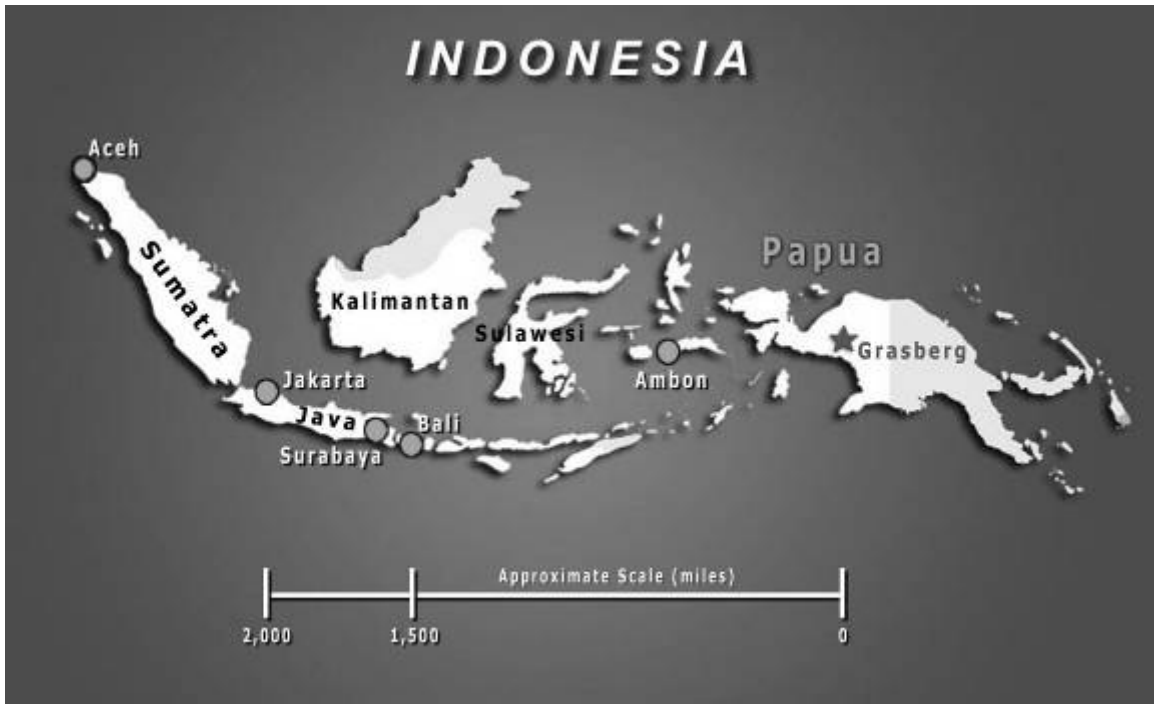 INDONESIA
Aceh
Papua
Sumatra
Kalimantan
Sulawesi
Grasberg
Ambon
Jakarta
Java
Bali
Surabaya
Approximate Scale (miles)
2,000 1,500 0